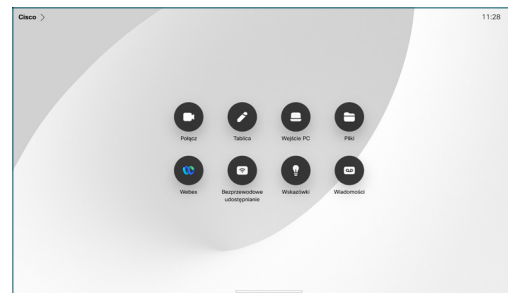 Cisco
11:28
Połącz
Tablica
Wejście PC
Pliki
Webex
Bezprzewodowe
udostępnianie
Wskazówki
Wiadomości